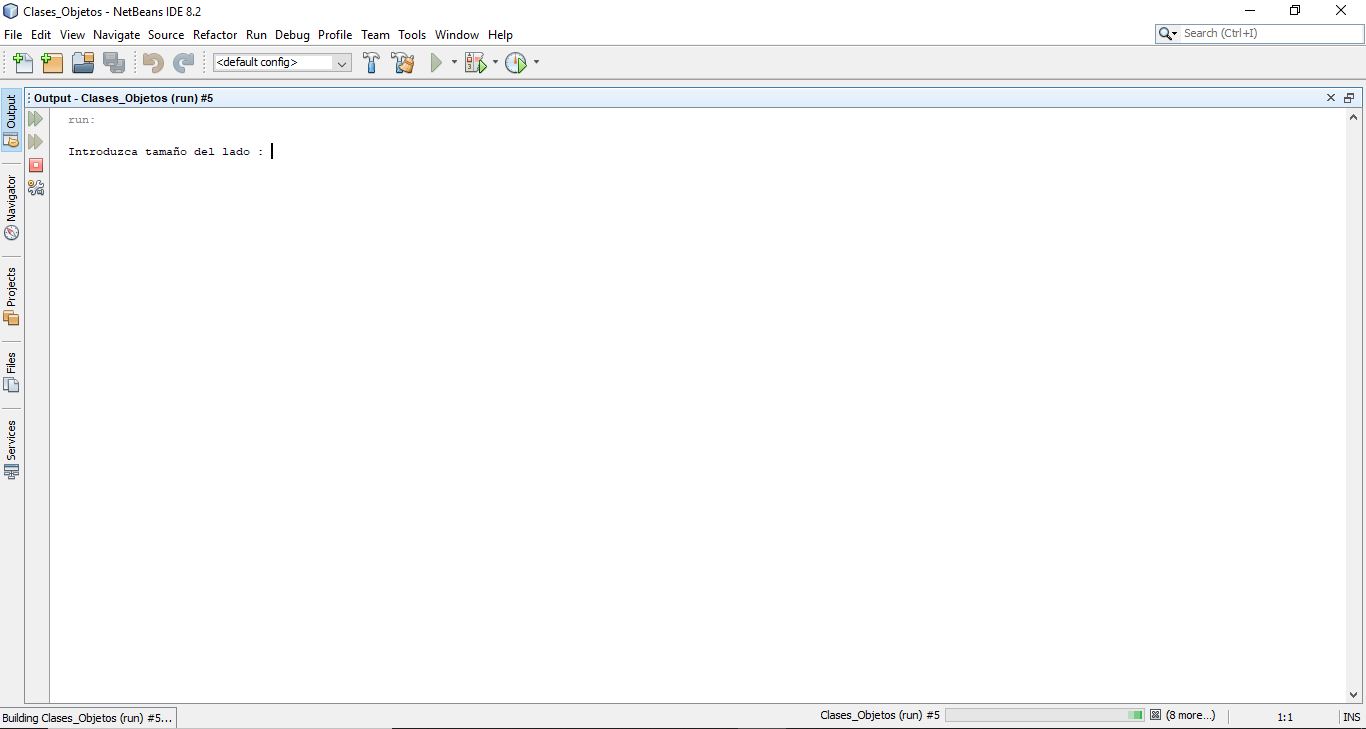 Clases_Objetos - NetBeans IDE 8.2
File Edit View Navigate Source Refactor Run Debug Profile Team Tools Window Help
Search (Ctrl+I)
<default config>
Output
Navigator
Projects
Files
Services
Output - Clases_Objetos (run) #5
run:
Introduzca tamaño del lado :
Building Clases_Objetos (run) #5...
Clases_Objetos (run) #5
(8 more...)
1:1
INS